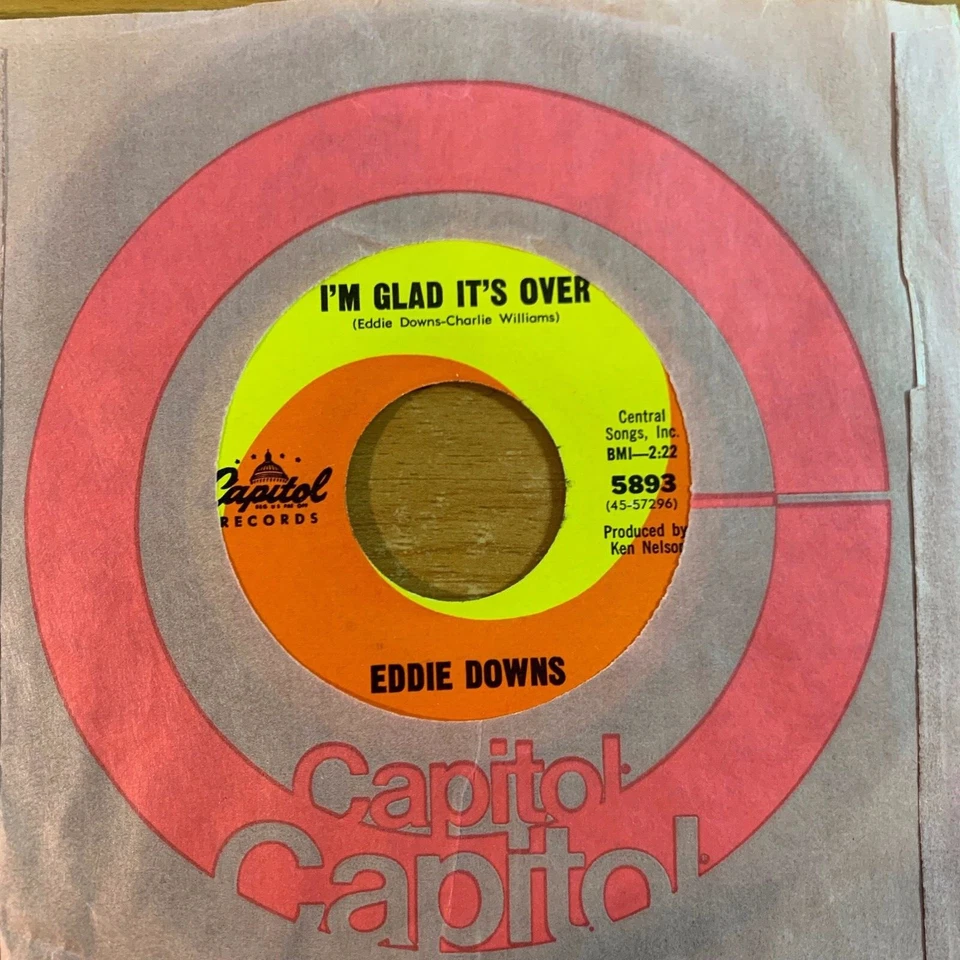 I'M GLAD IT'S OVER
(Eddie Downs-Charlie Williams)
Central
Songs, Inc.
BMI—2:22
5893
(45-57296)
Produced by
Ken Nelson
Capitol
RECORDS
EDDIE DOWNS
Capitol
Capitol